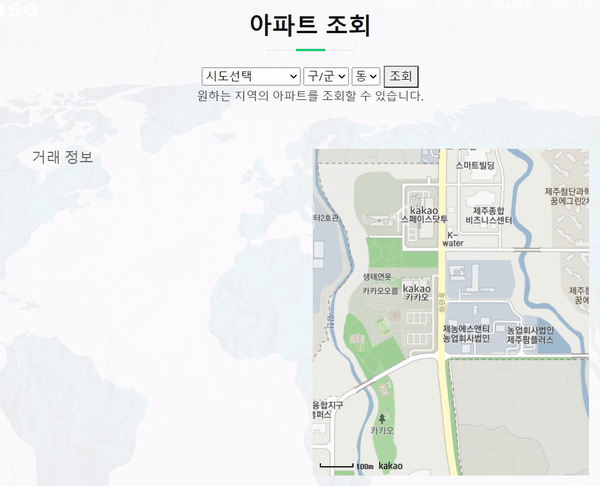 use
아파트 조회
시도선택 구/군 동 조회
원하는 지역의 아파트를 조회할 수 있습니다.
거래 정보
스마트빌딩
제주첨단과학
꿈에그린2차
kakao
스페이스닷투
제주종합
비즈니스센터
터2호관
K-
water
생태연못
카카오오름
kakao
카카오
제주첨
꿈에
제농에스앤티
농업회사법인
농업회사법인
제주팜플러스
융합지구
캠퍼스
카카오
100m kakao